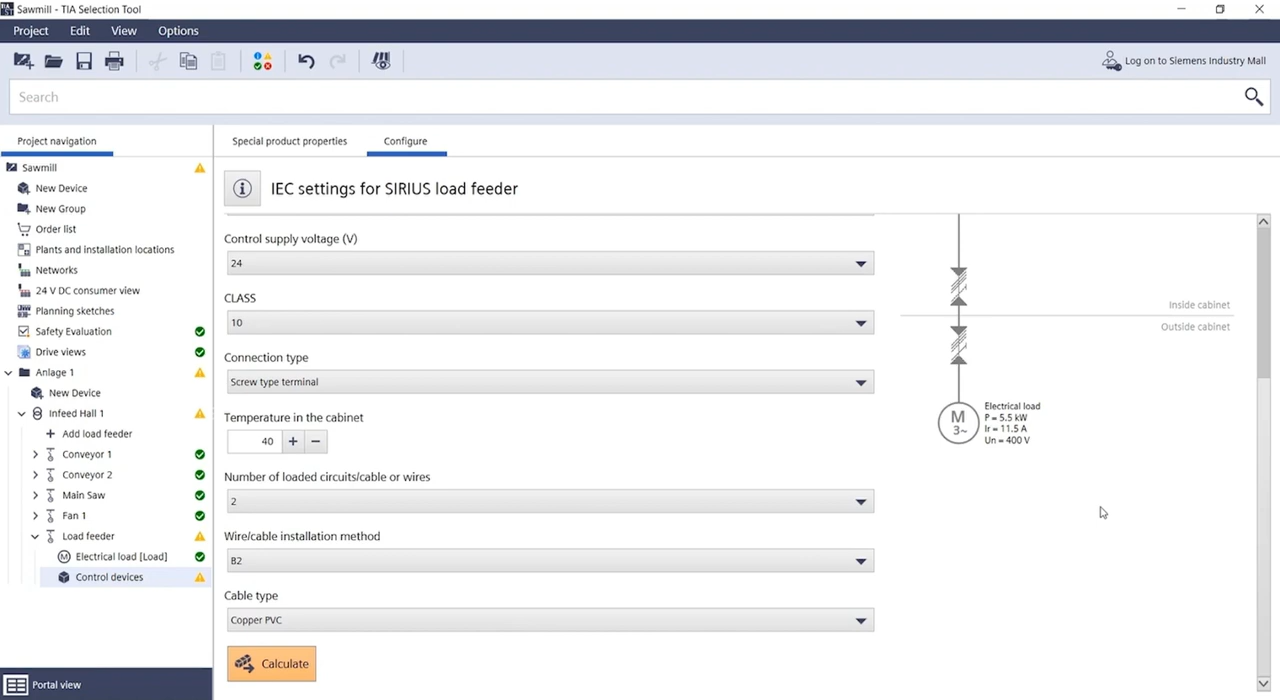 Sawmill - TIA Selection Tool
Project Edit View Options
Log on to Siemens Industry Mall
Search
Project navigation
Sawmill
New Device
New Group
Order list
Plants and installation locations
Networks
24 V DC consumer view
Planning sketches
Safety Evaluation
Drive views
Anlage 1
New Device
Infeed Hall 1
Add load feeder
Conveyor 1
Conveyor 2
Main Saw
Fan 1
Load feeder
Electrical load [Load]
Control devices
Portal view
Special product properties Configure
IEC settings for SIRIUS load feeder
Control supply voltage (V)
24
CLASS
10
Connection type
Screw type terminal
Temperature in the cabinet
40 + −
Number of loaded circuits/cable or wires
2
Wire/cable installation method
B2
Cable type
Copper PVC
Calculate
Inside cabinet
Outside cabinet
M
3~
Electrical load
P = 5.5 kW
Ir = 11.5 A
Un = 400 V